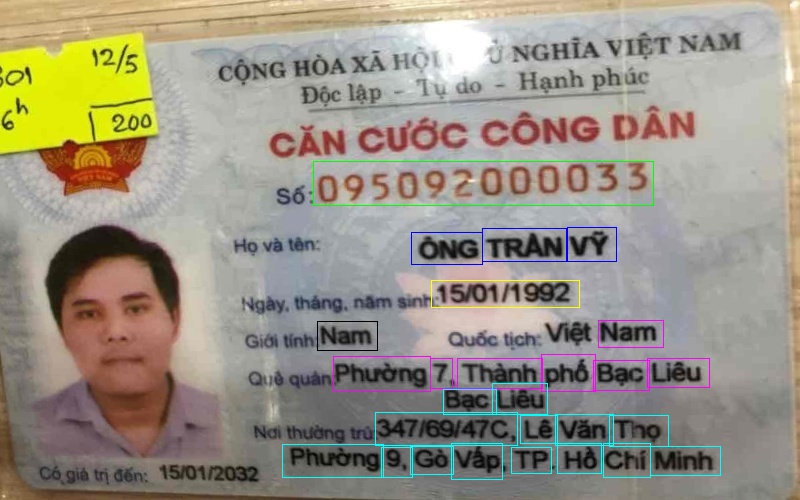 301 12/5
6h 200
CỘNG HÒA XÃ HỘI CHỦ NGHĨA VIỆT NAM
Độc lập - Tự do - Hạnh phúc
CĂN CƯỚC CÔNG DÂN
Số: 095092000033
Họ và tên: ÔNG TRẦN VỸ
Ngày, tháng, năm sinh: 15/01/1992
Giới tính: Nam Quốc tịch: Việt Nam
Quê quán: Phường 7, Thành phố Bạc Liêu
Bạc Liêu
Nơi thường trú: 347/69/47C, Lê Văn Thọ
Phường 9, Gò Vấp, TP. Hồ Chí Minh
Có giá trị đến: 15/01/2032